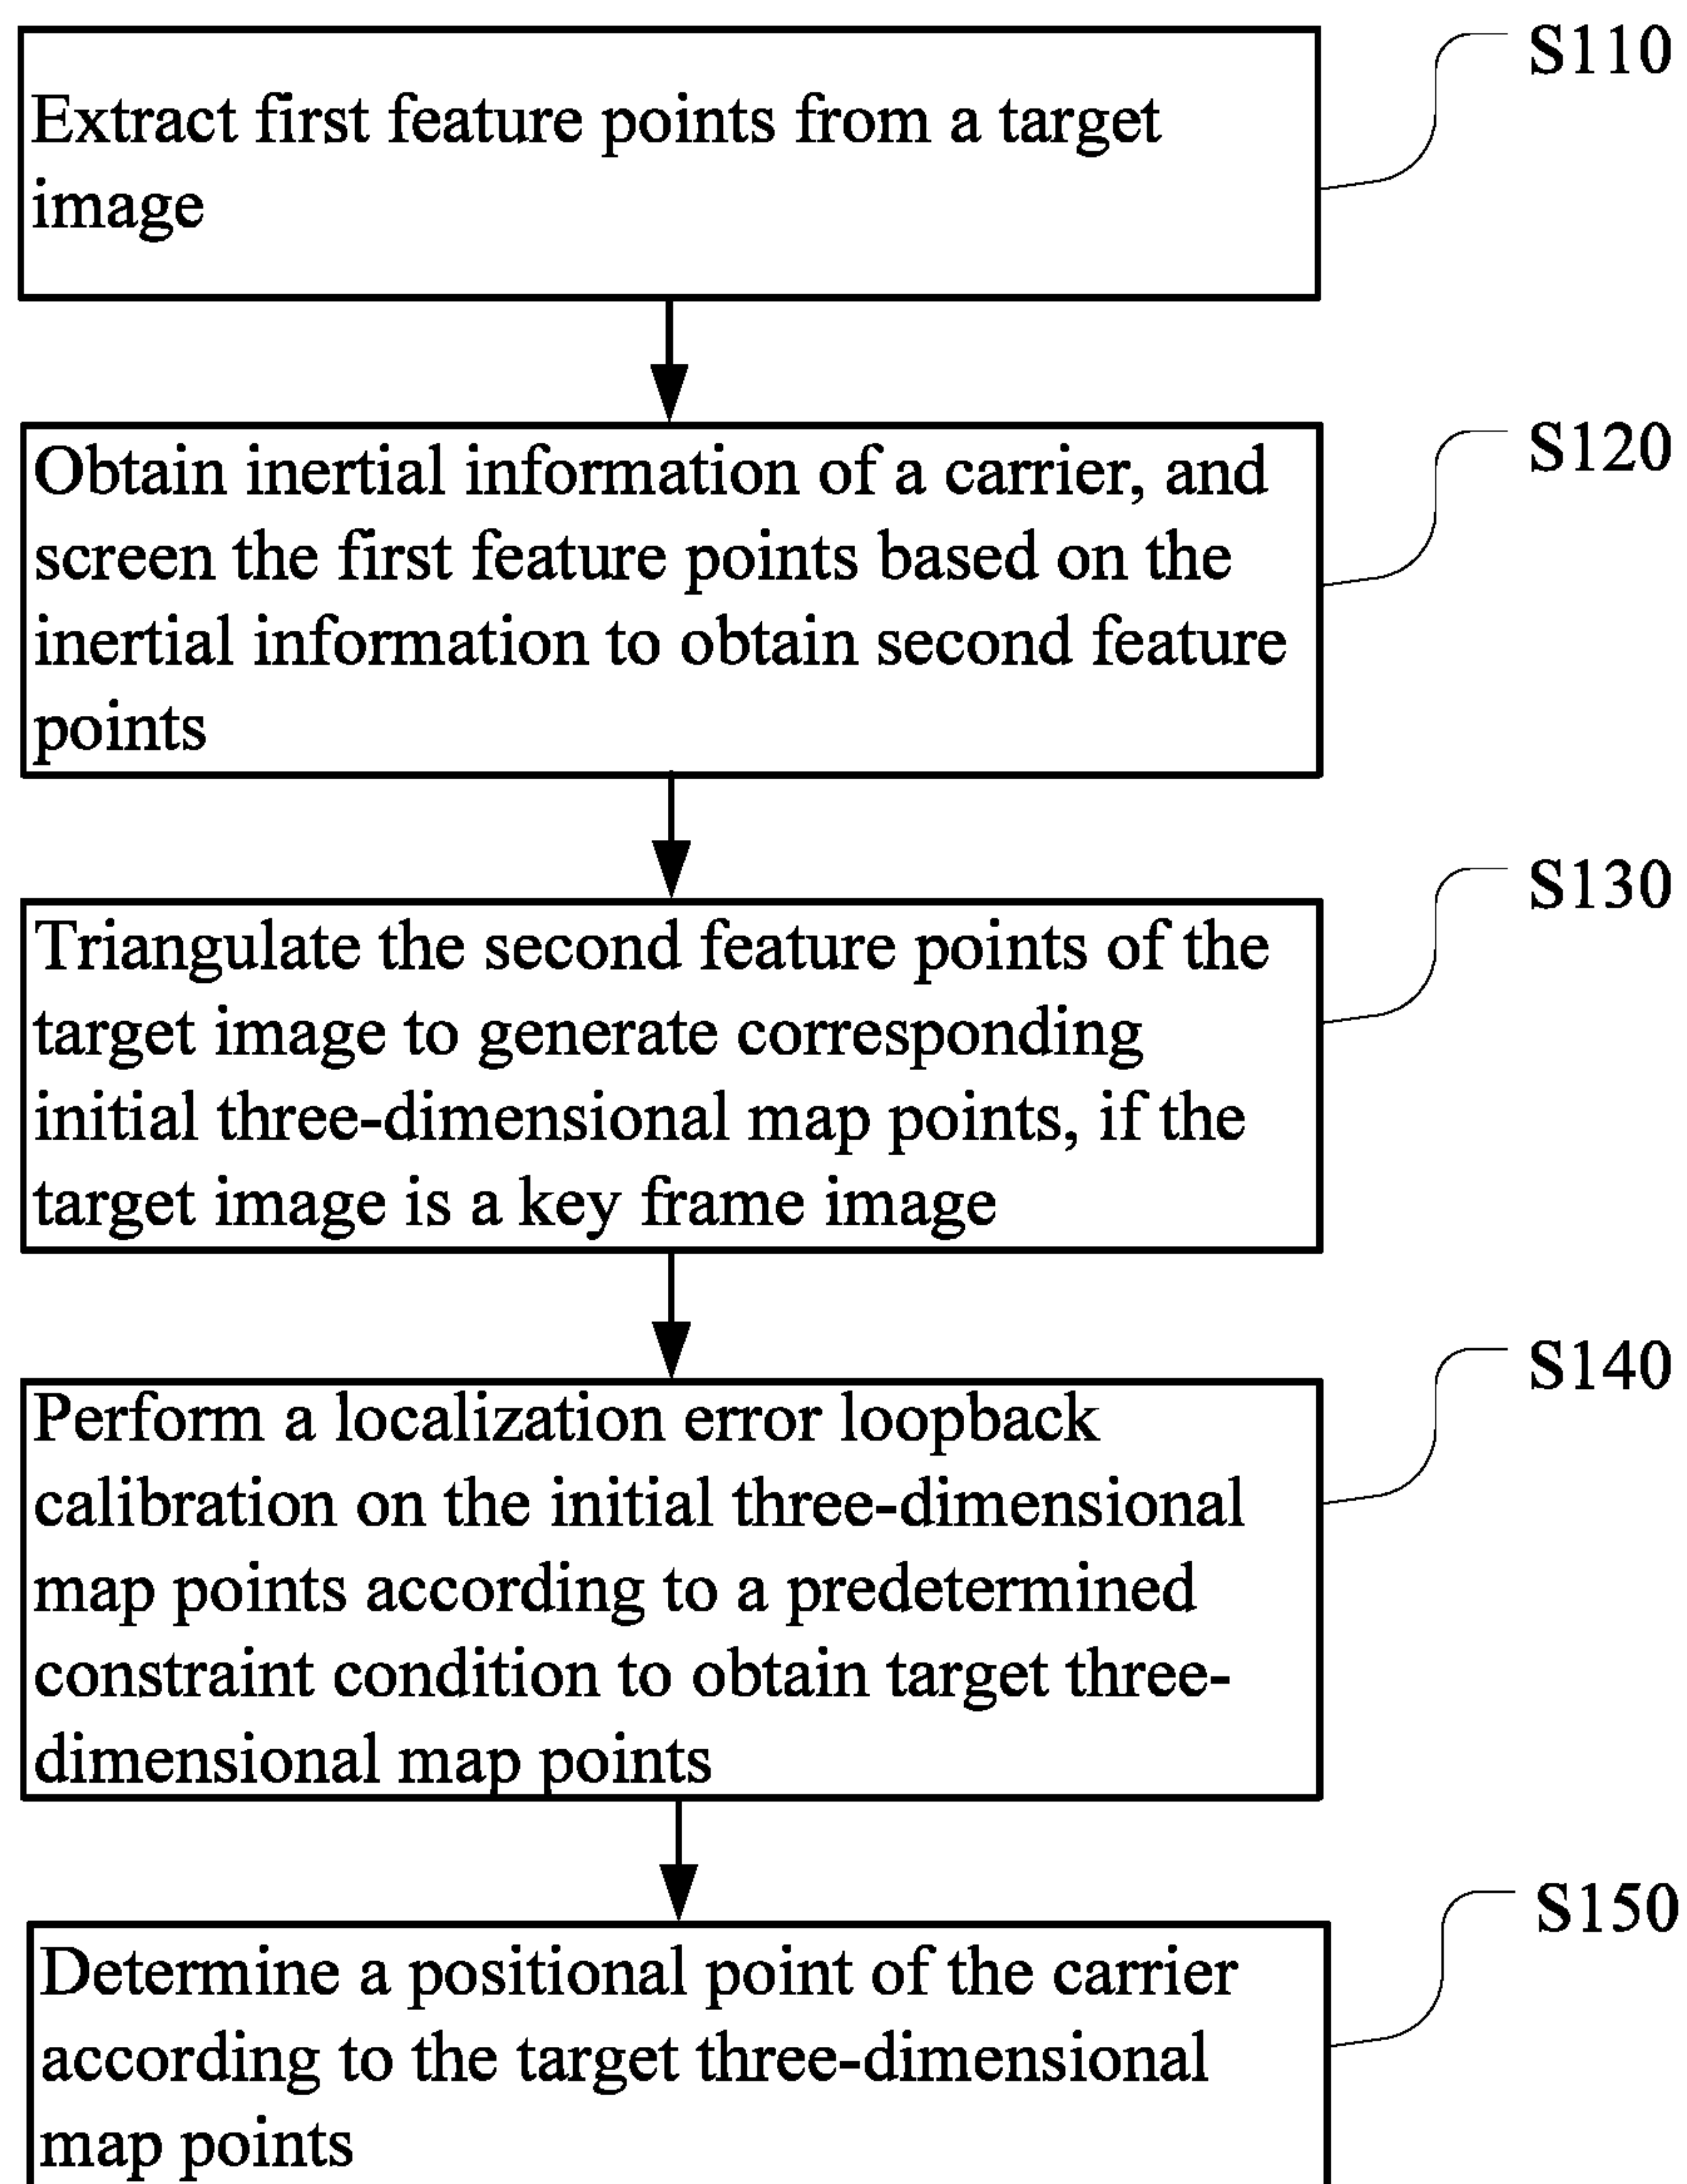 S110
Extract first feature points from a target
image
S120
Obtain inertial information of a carrier, and
screen the first feature points based on the
inertial information to obtain second feature
points
S130
Triangulate the second feature points of the
target image to generate corresponding
initial three-dimensional map points, if the
target image is a key frame image
S140
Perform a localization error loopback
calibration on the initial three-dimensional
map points according to a predetermined
constraint condition to obtain target three-
dimensional map points
S150
Determine a positional point of the carrier
according to the target three-dimensional
map points